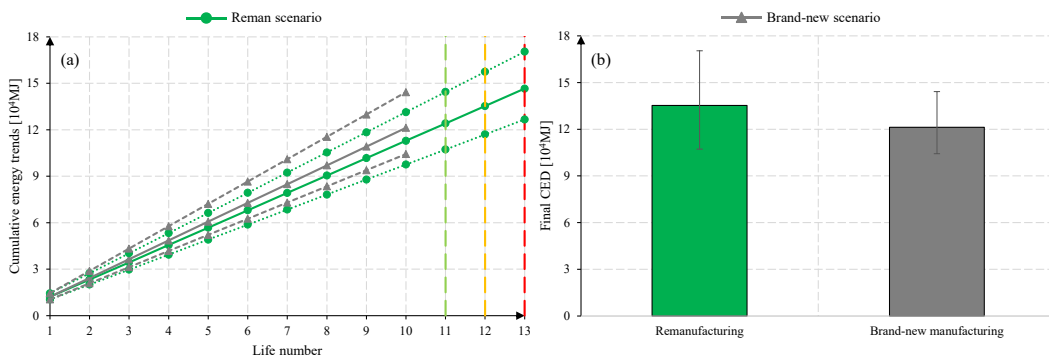 Reman scenario
Brand-new scenario
(a)
Cumulative energy trends [10⁴MJ]
18
15
12
9
6
3
0
1 2 3 4 5 6 7 8 9 10 11 12 13
Life number
(b)
Final CED [10⁴MJ]
18
15
12
9
6
3
0
Remanufacturing
Brand-new manufacturing